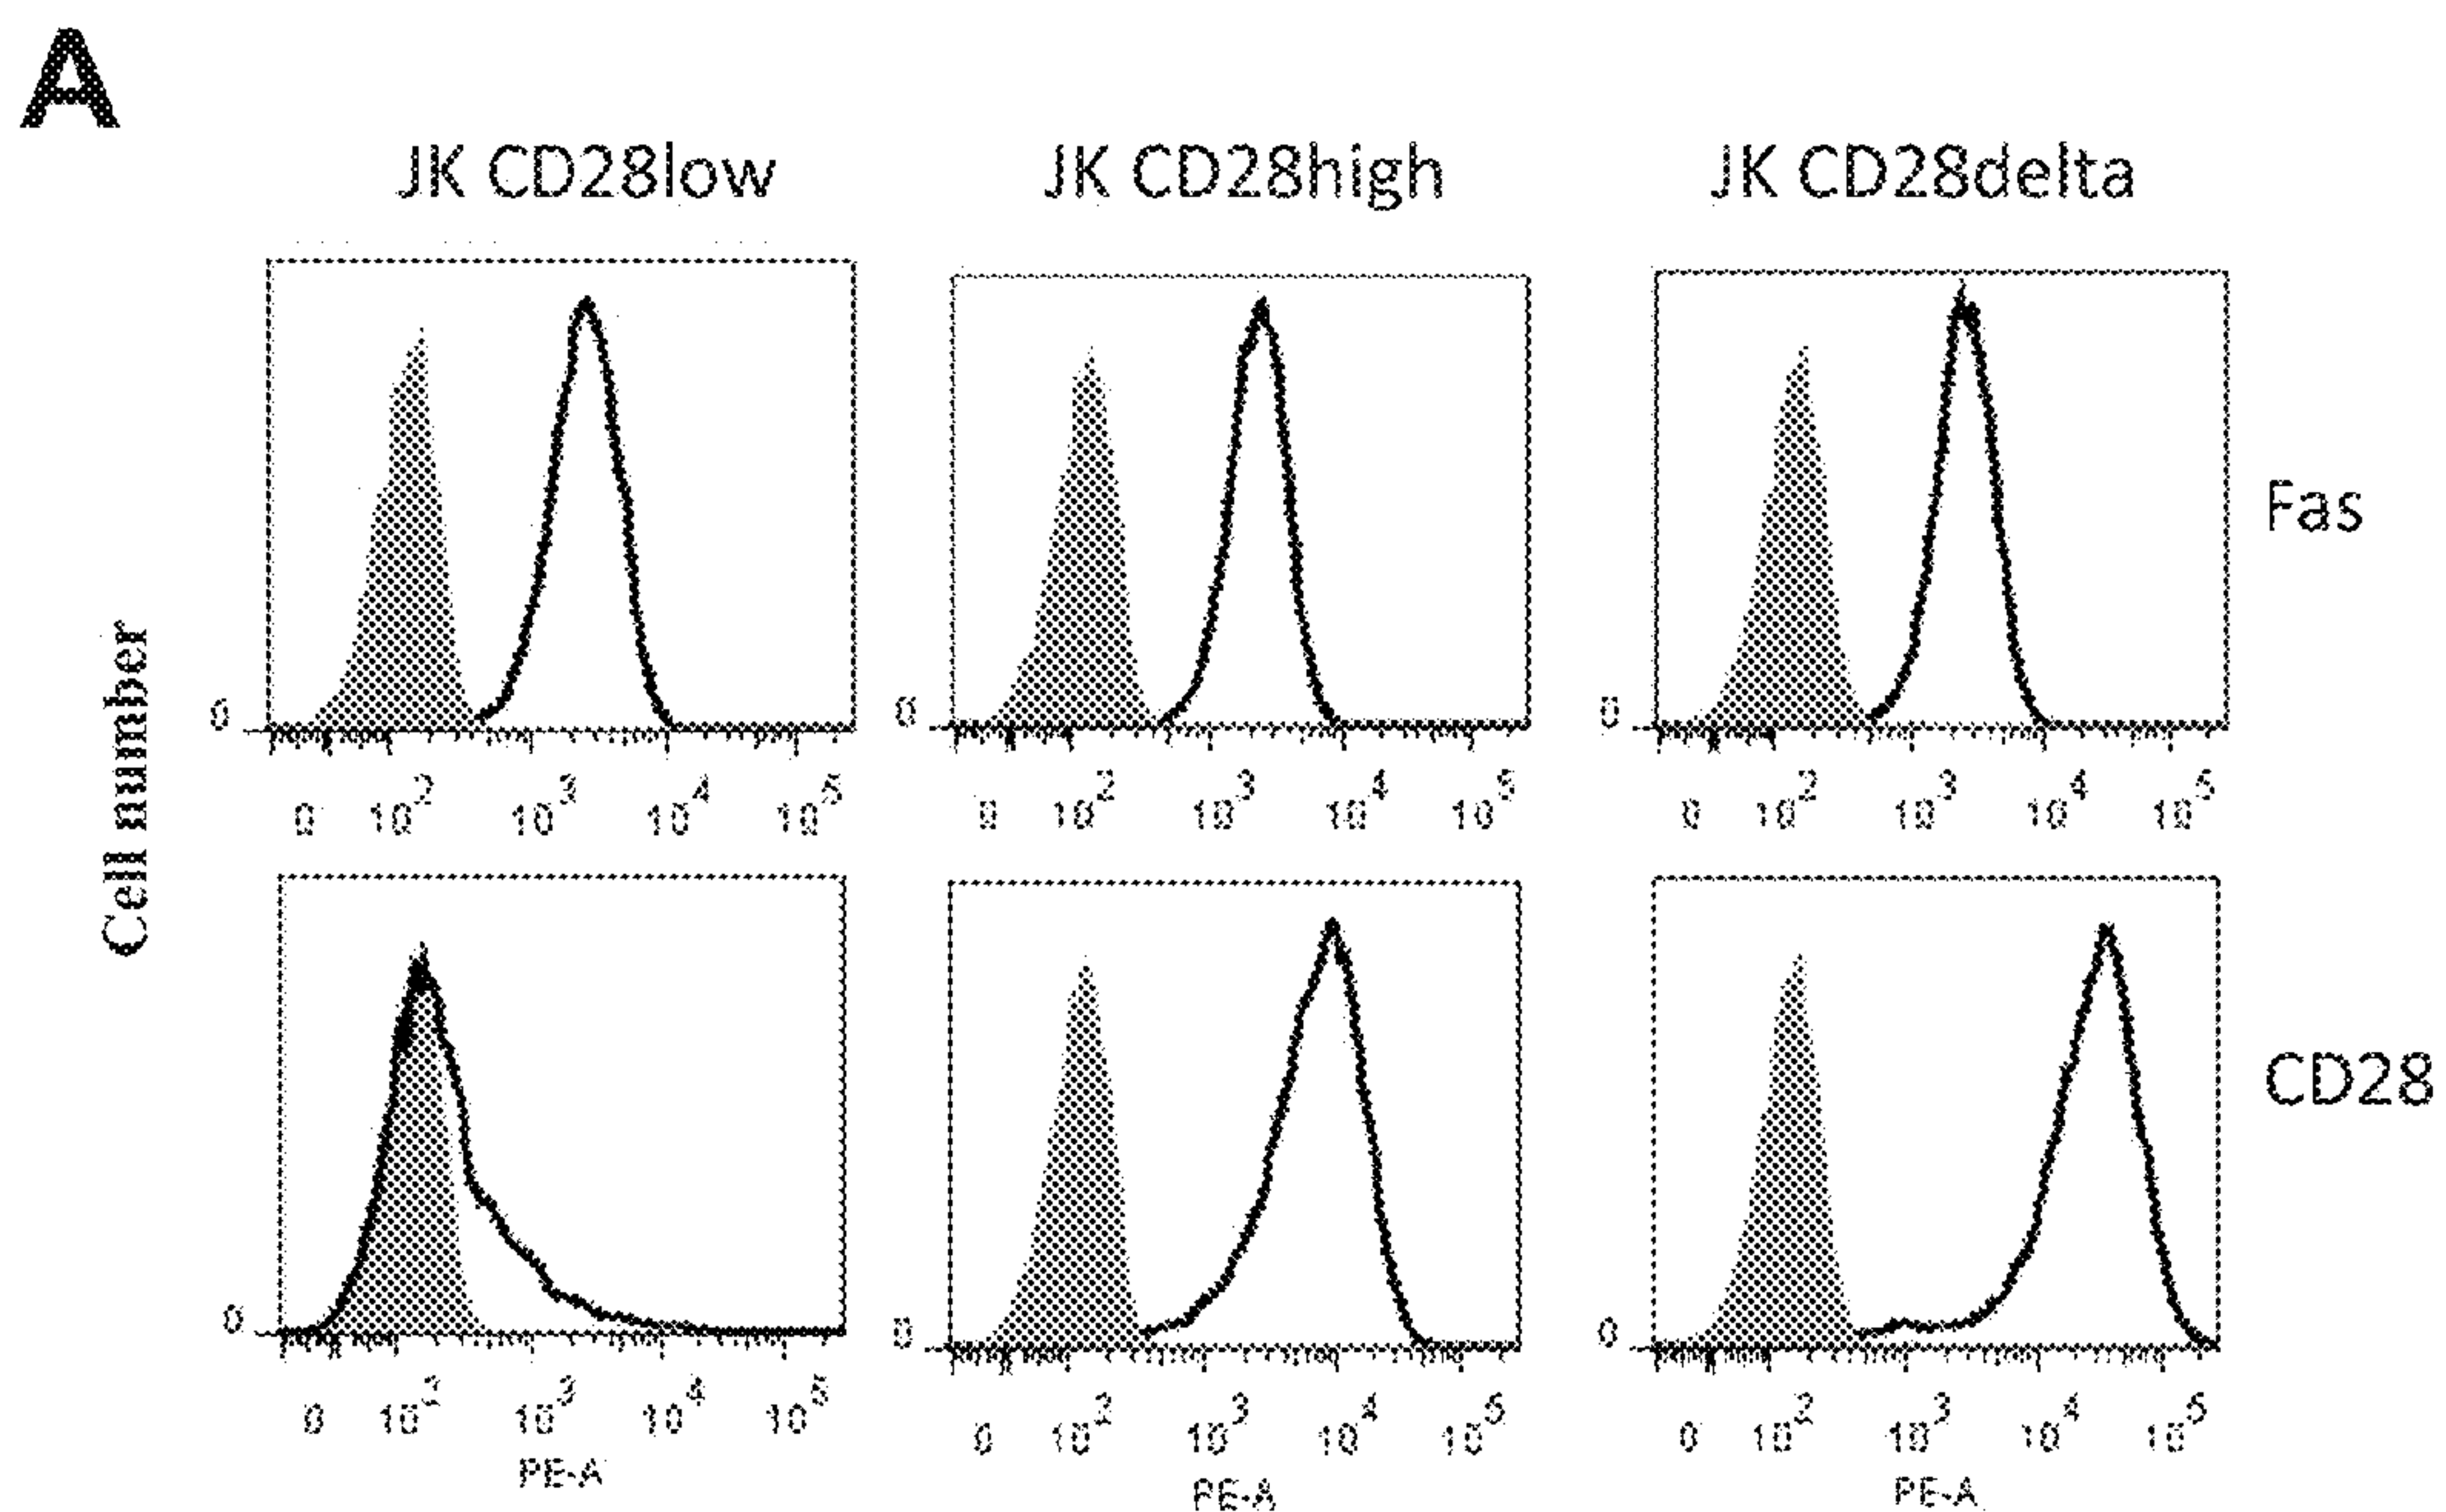 A
JK CD28low JK CD28high JK CD28delta
Cell number
Fas
0 0 0
0 10^2 10^3 10^4 10^5 0 10^2 10^3 10^4 10^5 0 10^2 10^3 10^4 10^5
CD28
0 0 0
0 10^2 10^3 10^4 10^5 0 10^2 10^3 10^4 10^5 0 10^2 10^3 10^4 10^5
PE-A PE-A PE-A